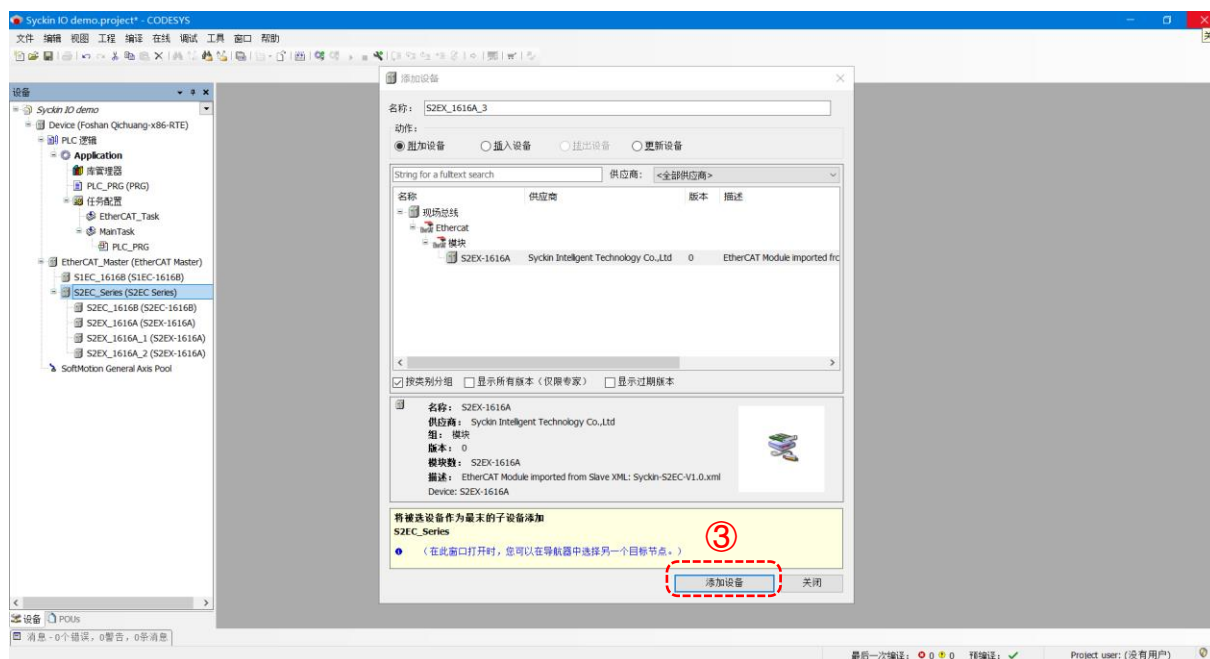 Syckin IO demo.project* - CODESYS
文件 编辑 视图 工程 编译 在线 调试 工具 窗口 帮助
设备
Syckin IO demo
Device (Foshan Qichuang-x86-RTE)
PLC 逻辑
Application
库管理器
PLC_PRG (PRG)
任务配置
EtherCAT_Task
MainTask
PLC_PRG
EtherCAT_Master (EtherCAT Master)
S1EC_1616B (S1EC-1616B)
S2EC_Series (S2EC Series)
S2EC_1616B (S2EC-1616B)
S2EX_1616A (S2EX-1616A)
S2EX_1616A_1 (S2EX-1616A)
S2EX_1616A_2 (S2EX-1616A)
SoftMotion General Axis Pool
设备 POUs
添加设备
名称： S2EX_1616A_3
动作：
附加设备 插入设备 拔出设备 更新设备
String for a fulltext search 供应商： <全部供应商>
名称 供应商 版本 描述
现场总线
Ethercat
模块
S2EX-1616A Syckin Inteligent Technology Co.,Ltd 0 EtherCAT Module imported frc
按类别分组 显示所有版本（仅限专家） 显示过期版本
名称： S2EX-1616A
供应商： Syckin Inteligent Technology Co.,Ltd
组： 模块
版本： 0
模块数： S2EX-1616A
描述： EtherCAT Module imported from Slave XML: Syckin-S2EC-V1.0.xml
Device: S2EX-1616A
将被选设备作为最末的子设备添加
S2EC_Series
（在此窗口打开时，您可以在导航器中选择另一个目标节点。）
③
添加设备 关闭
消息 - 0个错误，0警告，0条消息
最后一次编译： 0 0 预编译： Project user: (没有用户)